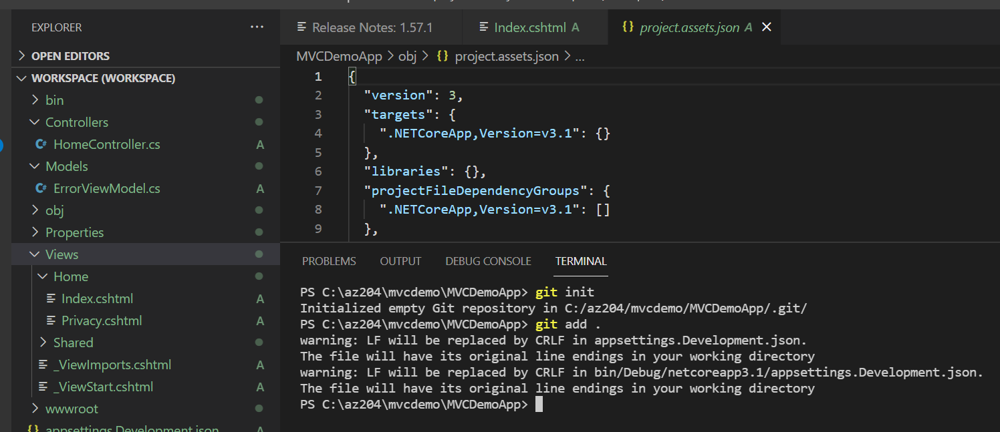 EXPLORER
···
OPEN EDITORS
WORKSPACE (WORKSPACE)
bin
Controllers
C# HomeController.cs A
Models
C# ErrorViewModel.cs A
obj
Properties
Views
Home
Index.cshtml A
Privacy.cshtml A
Shared
_ViewImports.cshtml A
_ViewStart.cshtml A
wwwroot
{} appsettings.Development.json A
Release Notes: 1.57.1
Index.cshtml A
{} project.assets.json A
MVCDemoApp > obj > {} project.assets.json > ...
1 {
2 "version": 3,
3 "targets": {
4 ".NETCoreApp,Version=v3.1": {}
5 },
6 "libraries": {},
7 "projectFileDependencyGroups": {
8 ".NETCoreApp,Version=v3.1": []
9 },
PROBLEMS OUTPUT DEBUG CONSOLE TERMINAL
PS C:\az204\mvcdemo\MVCDemoApp> git init
Initialized empty Git repository in C:/az204/mvcdemo/MVCDemoApp/.git/
PS C:\az204\mvcdemo\MVCDemoApp> git add .
warning: LF will be replaced by CRLF in appsettings.Development.json.
The file will have its original line endings in your working directory
warning: LF will be replaced by CRLF in bin/Debug/netcoreapp3.1/appsettings.Development.json.
The file will have its original line endings in your working directory
PS C:\az204\mvcdemo\MVCDemoApp>